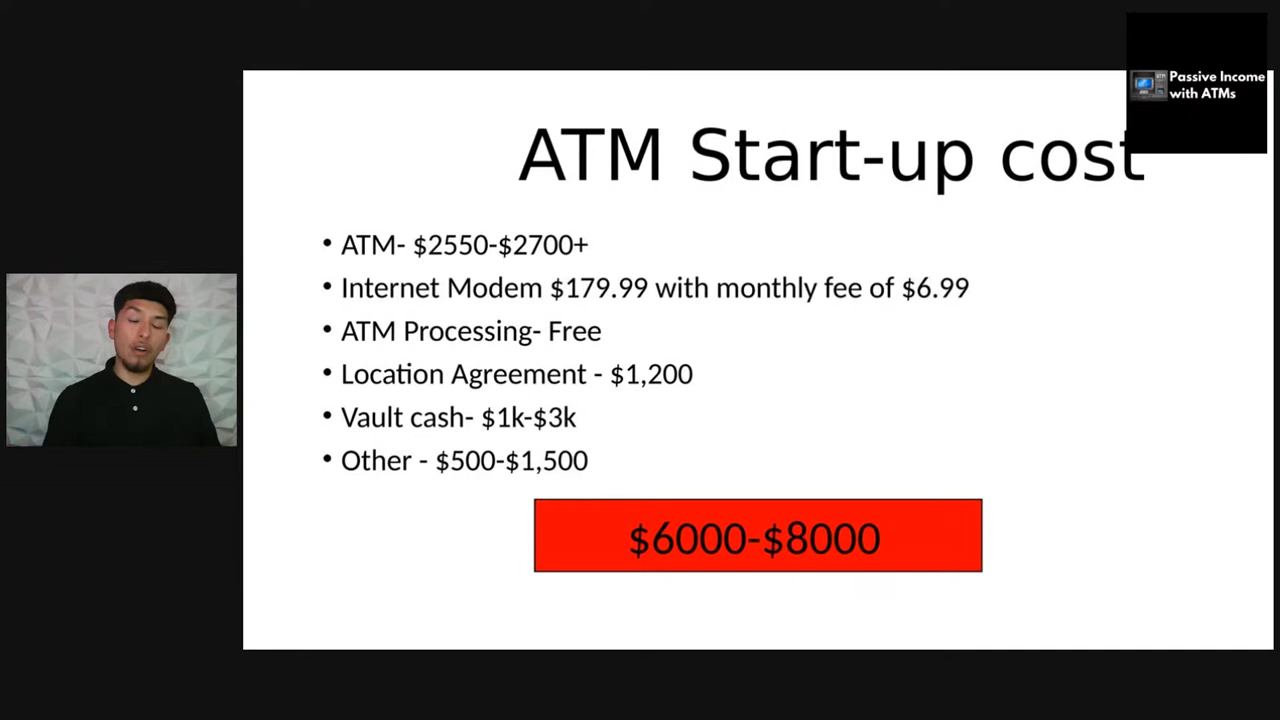 Passive Income
with ATMs
ATM Start-up cost
• ATM- $2550-$2700+
• Internet Modem $179.99 with monthly fee of $6.99
• ATM Processing- Free
• Location Agreement - $1,200
• Vault cash- $1k-$3k
• Other - $500-$1,500
$6000-$8000